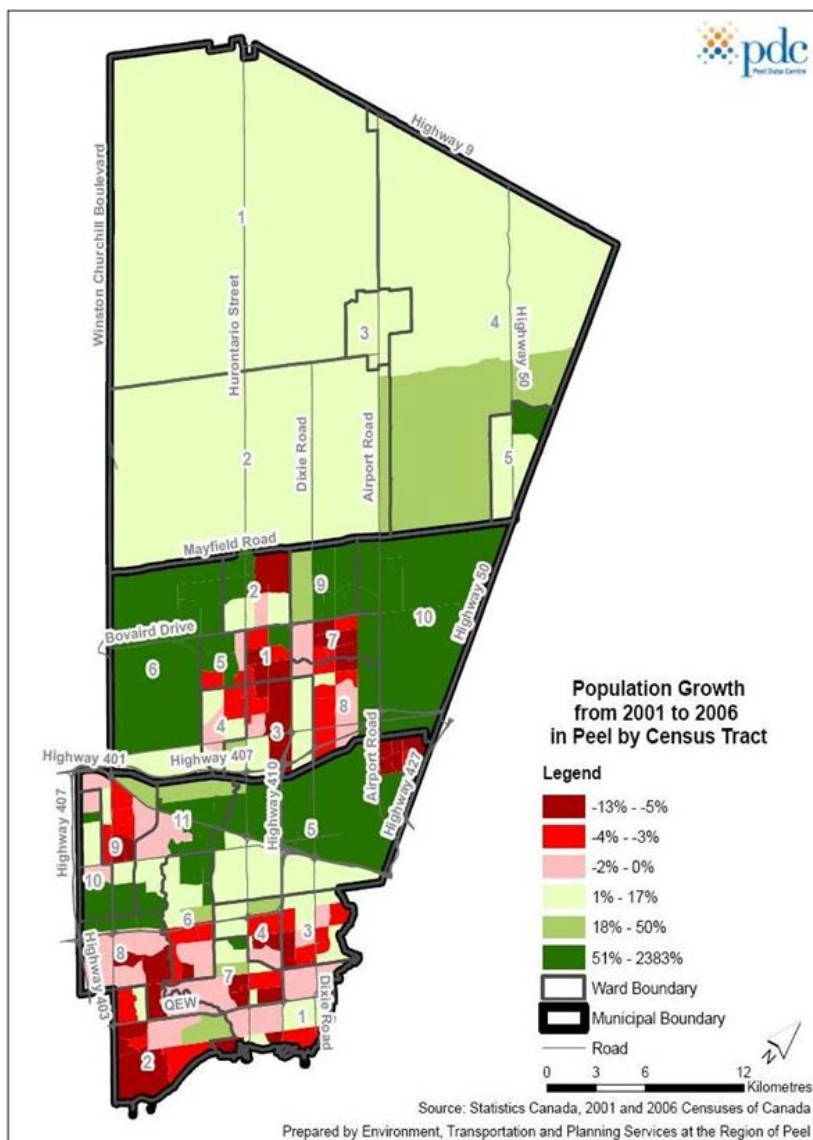 pdc
Peel Data Centre
Highway 9
Winston Churchill Boulevard
1
Hurontario Street
3
4
Highway 50
Dixie Road
Airport Road
2
5
Mayfield Road
2
9
10
Highway 50
Bovaird Drive
6
5
1
7
4
8
3
Highway 401
Highway 407
Highway 410
Airport Road
Highway 427
Highway 407
11
5
9
10
6
4
3
8
7
Highway 403
QEW
1
Dixie Road
2
Population Growth
from 2001 to 2006
in Peel by Census Tract
Legend
-13% - -5%
-4% - -3%
-2% - 0%
1% - 17%
18% - 50%
51% - 2383%
Ward Boundary
Municipal Boundary
Road
N
0 3 6 12
Kilometres
Source: Statistics Canada, 2001 and 2006 Censuses of Canada
Prepared by Environment, Transportation and Planning Services at the Region of Peel